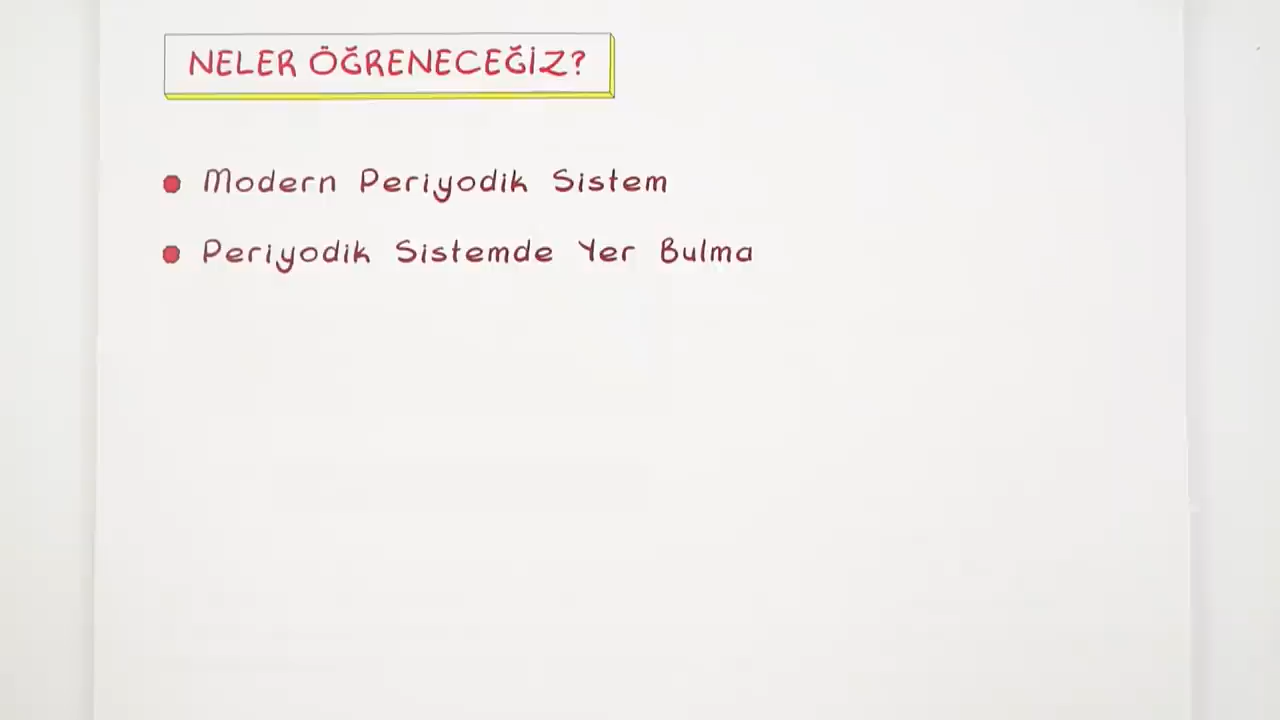 NELER ÖĞRENECEĞİZ?
Modern Periyodik Sistem
Periyodik Sistemde Yer Bulma